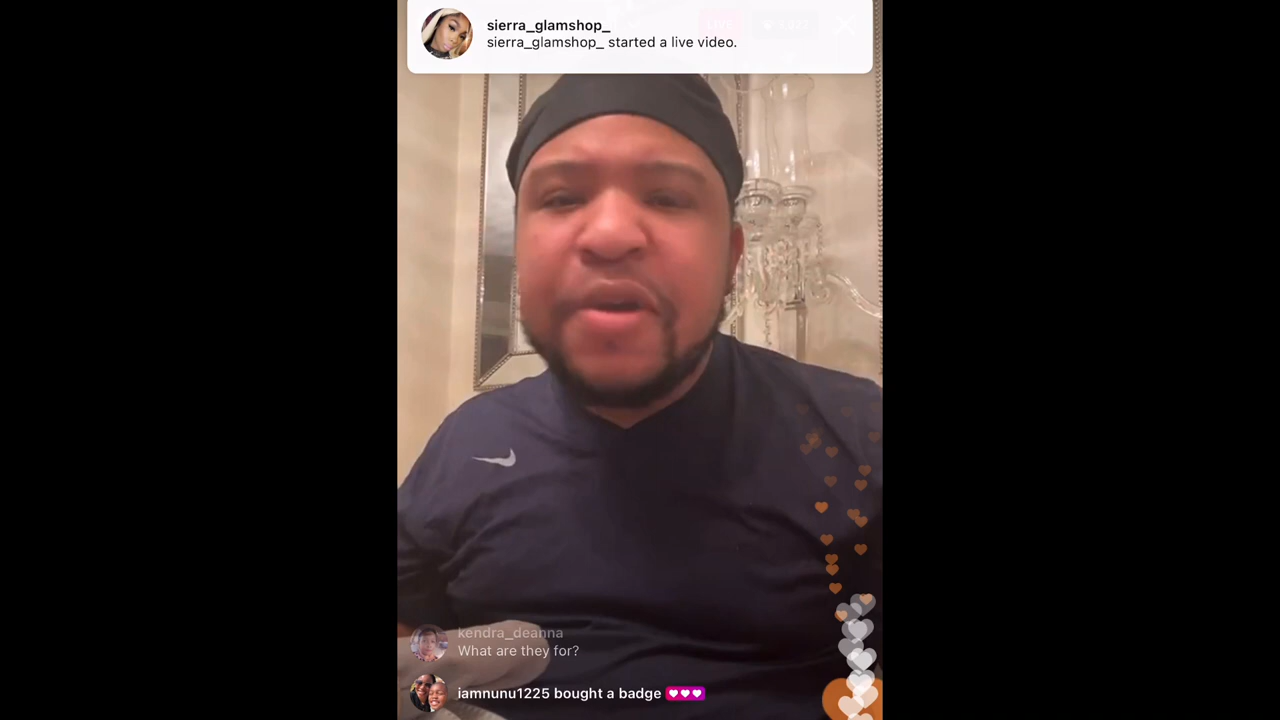 sierra_glamshop_
sierra_glamshop_ started a live video.
kendra_deanna
What are they for?
iamnunu1225 bought a badge